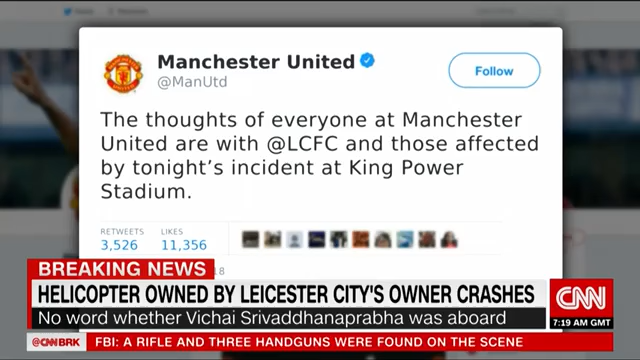 Manchester United
@ManUtd
Follow
The thoughts of everyone at Manchester
United are with @LCFC and those affected
by tonight's incident at King Power
Stadium.
RETWEETS LIKES
3,526 11,356
18
BREAKING NEWS
HELICOPTER OWNED BY LEICESTER CITY'S OWNER CRASHES
No word whether Vichai Srivaddhanaprabha was aboard
CNN
7:19 AM GMT
@CNNBRK FBI: A RIFLE AND THREE HANDGUNS WERE FOUND ON THE SCENE